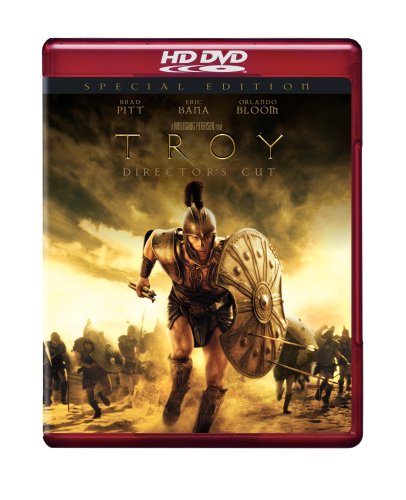 HD DVD
SPECIAL EDITION
BRAD PITT
ERIC BANA
ORLANDO BLOOM
A WOLFGANG PETERSEN FILM
TROY
DIRECTOR'S CUT